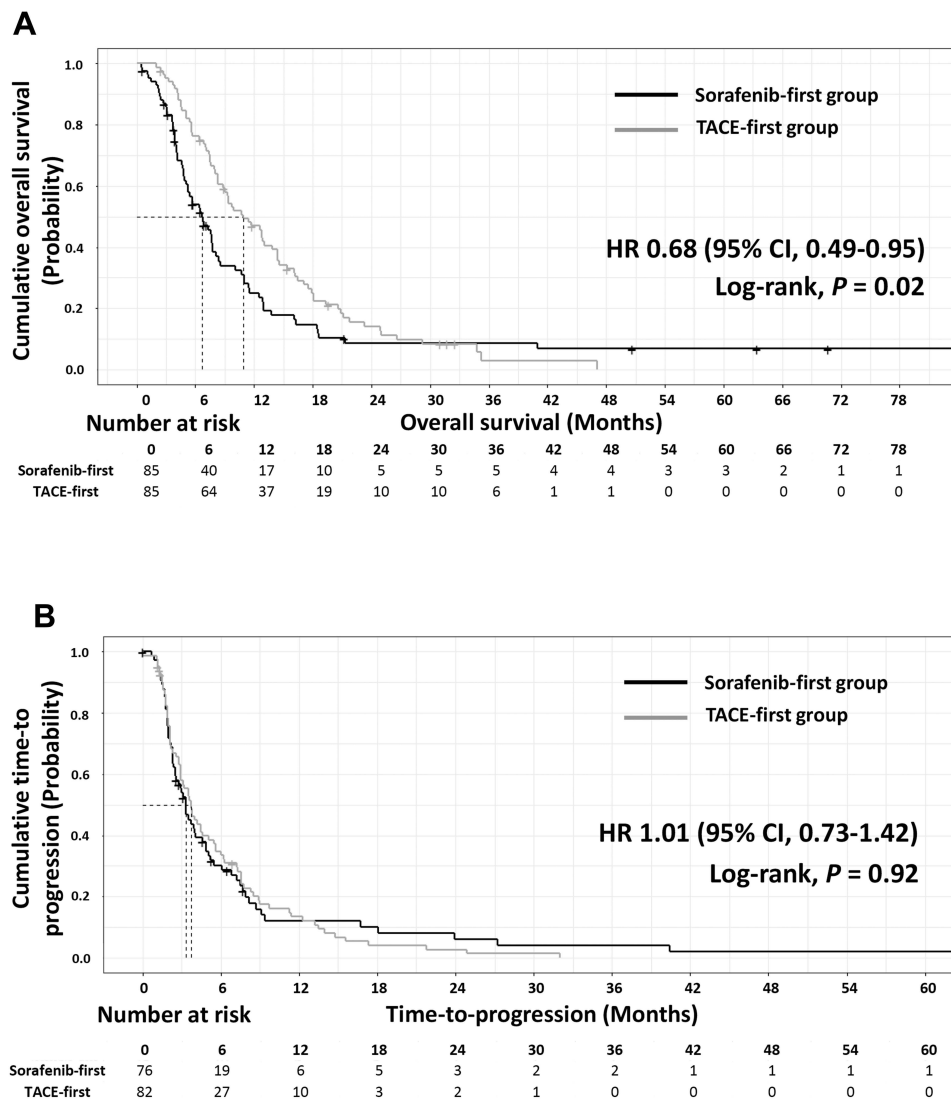 A
Cumulative overall survival
(Probability)
1.0
0.8
0.6
0.4
0.2
0.0
Sorafenib-first group
TACE-first group
HR 0.68 (95% CI, 0.49-0.95)
Log-rank, P = 0.02
0 6 12 18 24 30 36 42 48 54 60 66 72 78
Number at risk
Overall survival (Months)
0 6 12 18 24 30 36 42 48 54 60 66 72 78
Sorafenib-first 85 40 17 10 5 5 5 4 4 3 3 2 1 1
TACE-first 85 64 37 19 10 10 6 1 1 0 0 0 0 0
B
Cumulative time-to
progression (Probability)
1.0
0.8
0.6
0.4
0.2
0.0
Sorafenib-first group
TACE-first group
HR 1.01 (95% CI, 0.73-1.42)
Log-rank, P = 0.92
0 6 12 18 24 30 36 42 48 54 60
Number at risk
Time-to-progression (Months)
0 6 12 18 24 30 36 42 48 54 60
Sorafenib-first 76 19 6 5 3 2 2 1 1 1 1
TACE-first 82 27 10 3 2 1 0 0 0 0 0